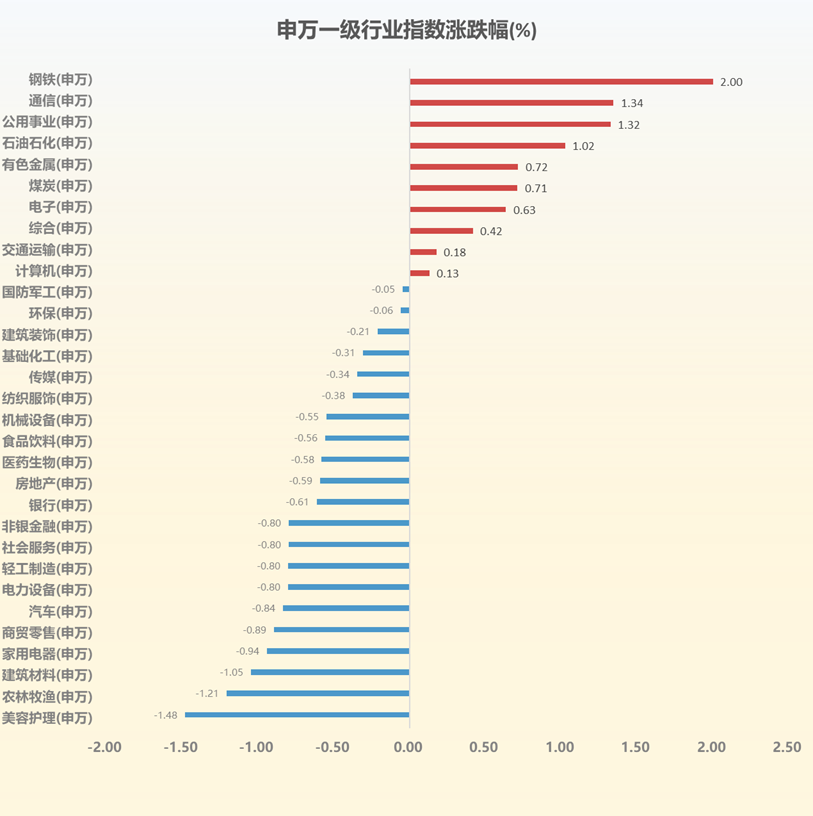 申万一级行业指数涨跌幅(%)
钢铁(申万) 2.00
通信(申万) 1.34
公用事业(申万) 1.32
石油石化(申万) 1.02
有色金属(申万) 0.72
煤炭(申万) 0.71
电子(申万) 0.63
综合(申万) 0.42
交通运输(申万) 0.18
计算机(申万) 0.13
国防军工(申万) -0.05
环保(申万) -0.06
建筑装饰(申万) -0.21
基础化工(申万) -0.31
传媒(申万) -0.34
纺织服饰(申万) -0.38
机械设备(申万) -0.55
食品饮料(申万) -0.56
医药生物(申万) -0.58
房地产(申万) -0.59
银行(申万) -0.61
非银金融(申万) -0.80
社会服务(申万) -0.80
轻工制造(申万) -0.80
电力设备(申万) -0.80
汽车(申万) -0.84
商贸零售(申万) -0.89
家用电器(申万) -0.94
建筑材料(申万) -1.05
农林牧渔(申万) -1.21
美容护理(申万) -1.48
-2.00 -1.50 -1.00 -0.50 0.00 0.50 1.00 1.50 2.00 2.50